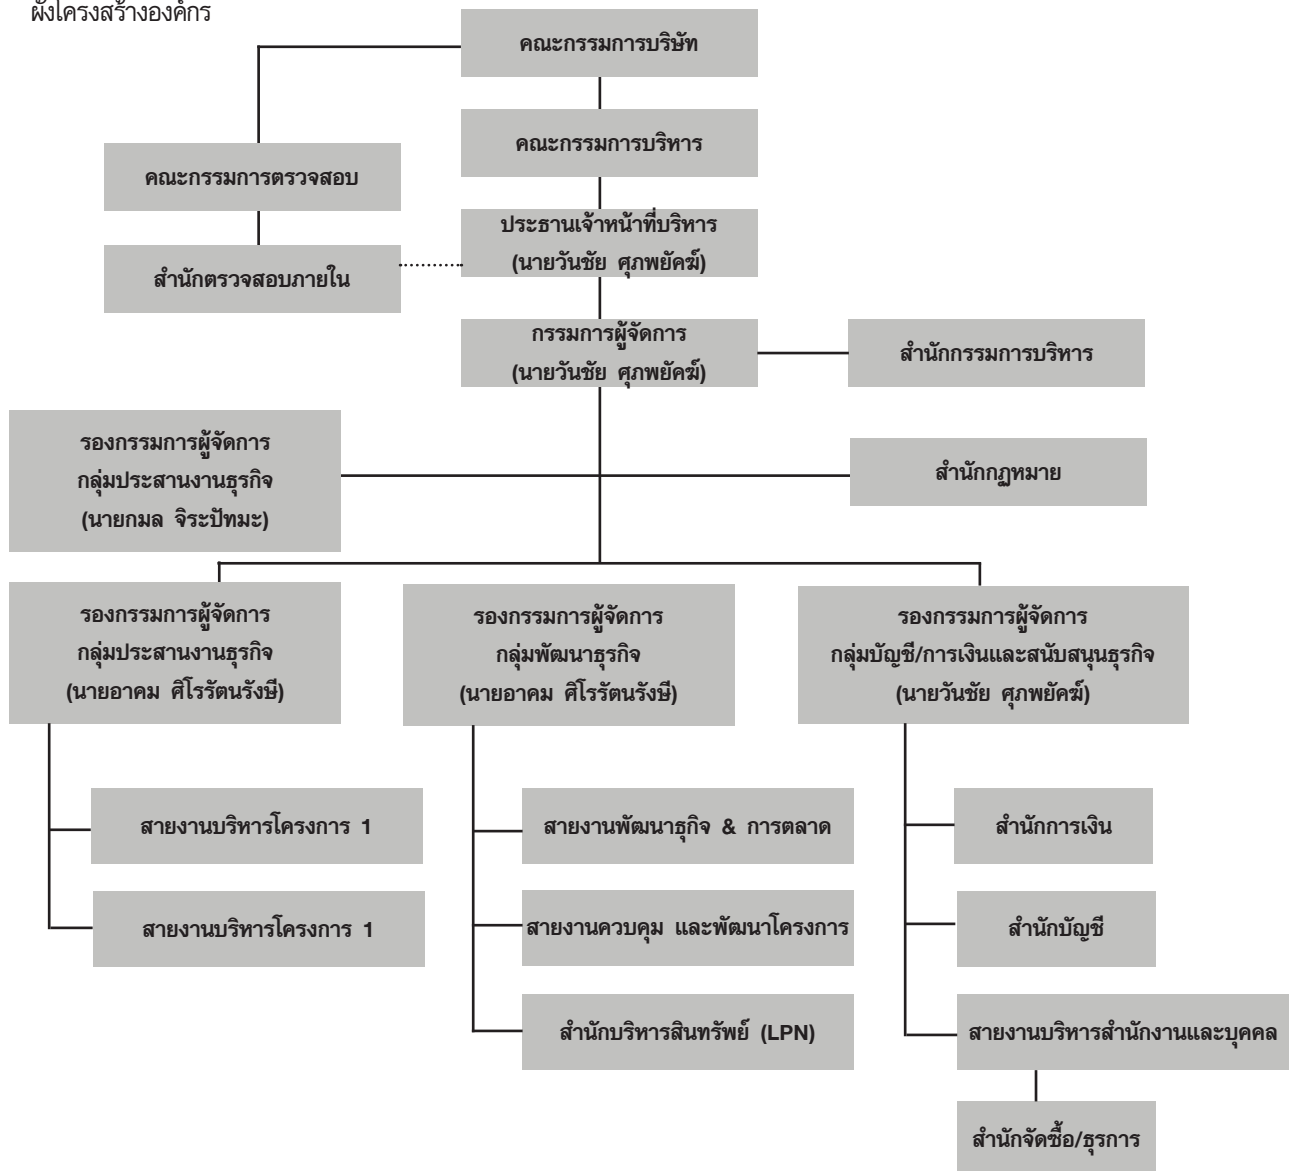 ผังโครงสร้างองค์กร
คณะกรรมการบริษัท
คณะกรรมการบริหาร
คณะกรรมการตรวจสอบ
ประธานเจ้าหน้าที่บริหาร
(นายวันชัย ศุภพยัคฆ์)
สำนักตรวจสอบภายใน
กรรมการผู้จัดการ
(นายวันชัย ศุภพยัคฆ์)
สำนักกรรมการบริหาร
รองกรรมการผู้จัดการ
กลุ่มประสานงานธุรกิจ
(นายกมล จิระปัทมะ)
สำนักกฎหมาย
รองกรรมการผู้จัดการ
กลุ่มประสานงานธุรกิจ
(นายอาคม ศิโรรัตนรังษี)
รองกรรมการผู้จัดการ
กลุ่มพัฒนาธุรกิจ
(นายอาคม ศิโรรัตนรังษี)
รองกรรมการผู้จัดการ
กลุ่มบัญชี/การเงินและสนับสนุนธุรกิจ
(นายวันชัย ศุภพยัคฆ์)
สายงานบริหารโครงการ 1
สายงานบริหารโครงการ 1
สายงานพัฒนาธุกิจ & การตลาด
สายงานควบคุม และพัฒนาโครงการ
สำนักบริหารสินทรัพย์ (LPN)
สำนักการเงิน
สำนักบัญชี
สายงานบริหารสำนักงานและบุคคล
สำนักจัดซื้อ/ธุรการ